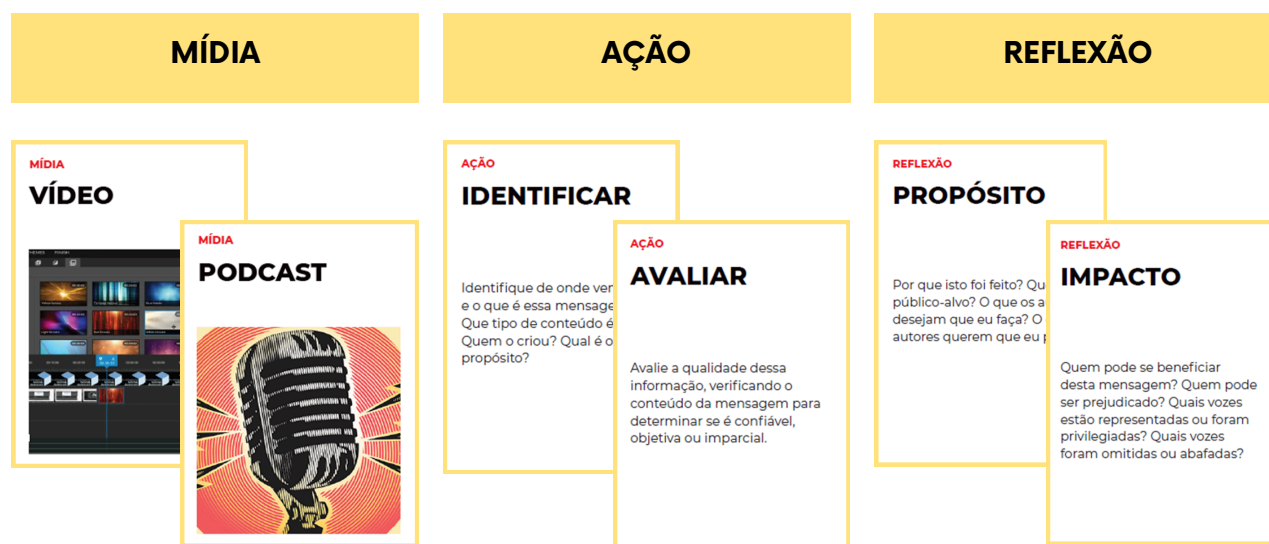 MÍDIA
AÇÃO
REFLEXÃO
MÍDIA
VÍDEO
MÍDIA
PODCAST
AÇÃO
IDENTIFICAR
Identifique de onde
e o que é essa
Que tipo de conteúdo é
Quem o criou? Qual é o
propósito?
AÇÃO
AVALIAR
Avalie a qualidade dessa
informação, verificando o
conteúdo da mensagem para
determinar se é confiável,
objetiva ou imparcial.
REFLEXÃO
PROPÓSITO
Por que isto foi feito?
público-alvo? O que os
desejam que eu faça? O
autores querem que eu
REFLEXÃO
IMPACTO
Quem pode se beneficiar
desta mensagem? Quem pode
ser prejudicado? Quais vozes
estão representadas ou foram
privilegiadas? Quais vozes
foram omitidas ou abafadas?